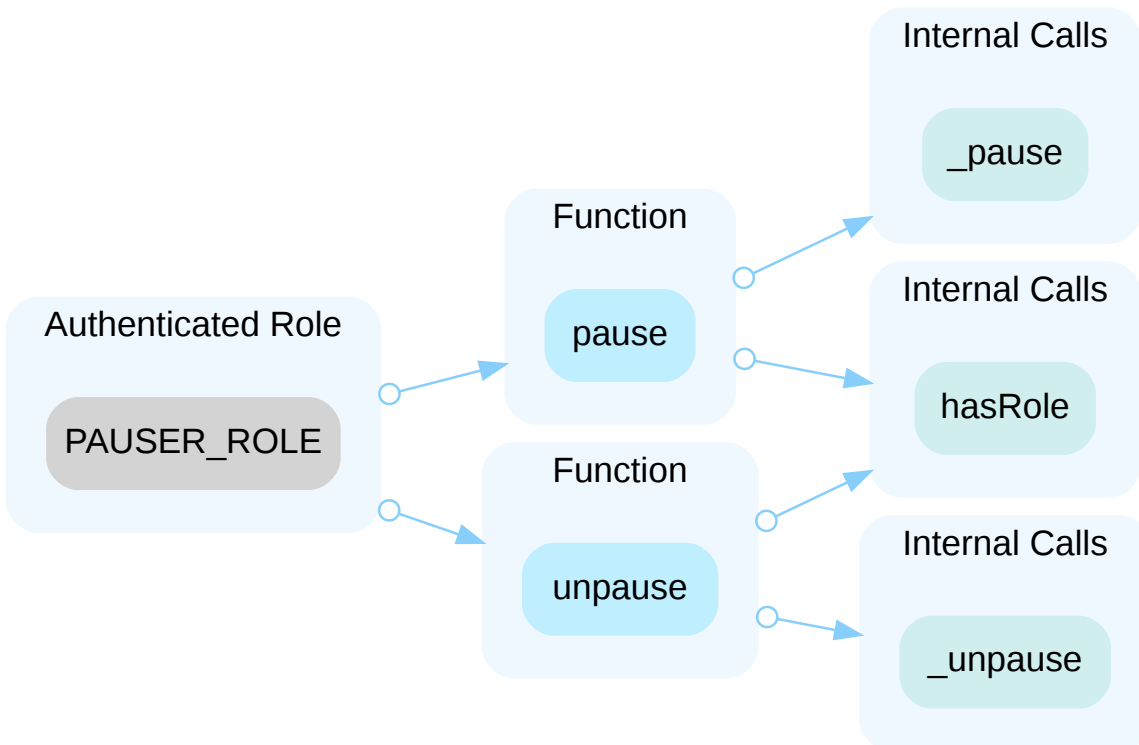 Authenticated Role
PAUSER_ROLE
Function
pause
Function
unpause
Internal Calls
_pause
Internal Calls
hasRole
Internal Calls
_unpause